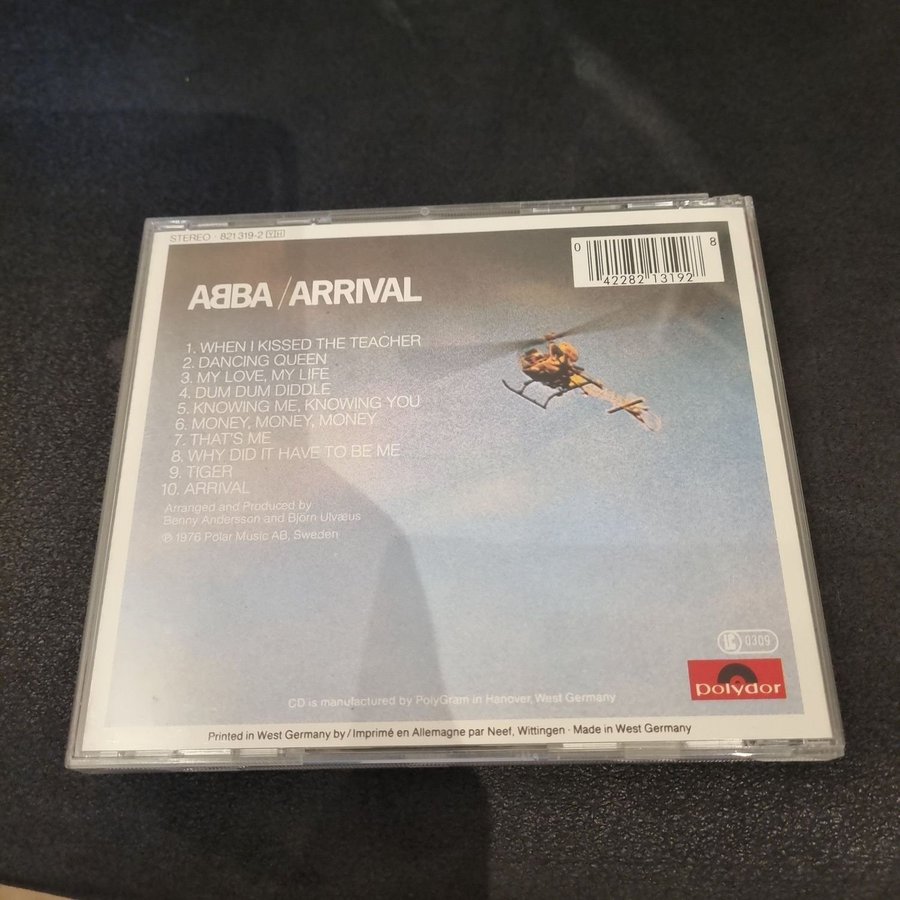 STEREO · 821 319-2 YH
0 42282 13192 8
ABBA /ARRIVAL
1. WHEN I KISSED THE TEACHER
2. DANCING QUEEN
3. MY LOVE, MY LIFE
4. DUM DUM DIDDLE
5. KNOWING ME, KNOWING YOU
6. MONEY, MONEY, MONEY
7. THAT'S ME
8. WHY DID IT HAVE TO BE ME
9. TIGER
10. ARRIVAL
Arranged and Produced by
Benny Andersson and Björn Ulvæus
℗ 1976 Polar Music AB, Sweden
LC 0309
polydor
CD is manufactured by PolyGram in Hanover, West Germany
Printed in West Germany by / Imprimé en Allemagne par Neef, Wittingen · Made in West Germany